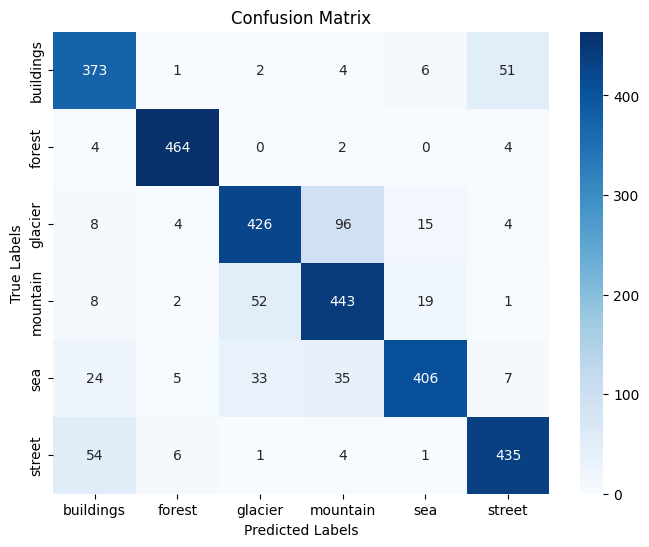 Confusion Matrix
buildings 373 1 2 4 6 51
forest 4 464 0 2 0 4
glacier 8 4 426 96 15 4
mountain 8 2 52 443 19 1
sea 24 5 33 35 406 7
street 54 6 1 4 1 435
buildings forest glacier mountain sea street
Predicted Labels
True Labels
400
300
200
100
0